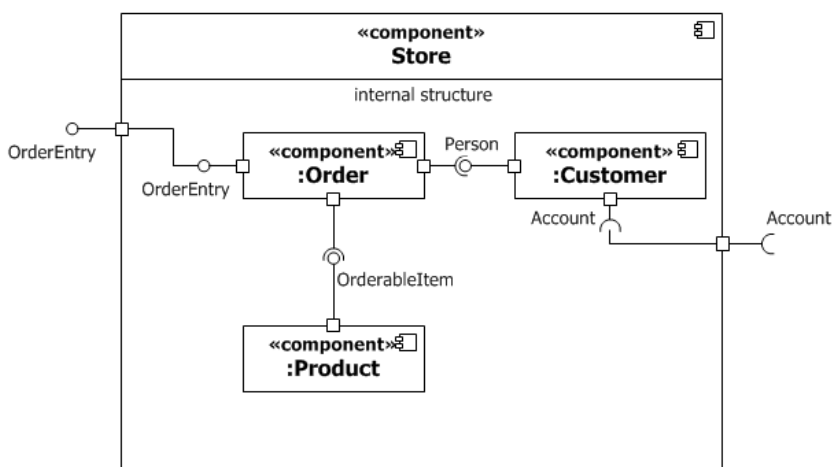 «component»
Store
internal structure
OrderEntry
OrderEntry
«component»
:Order
Person
«component»
:Customer
Account
Account
OrderableItem
«component»
:Product